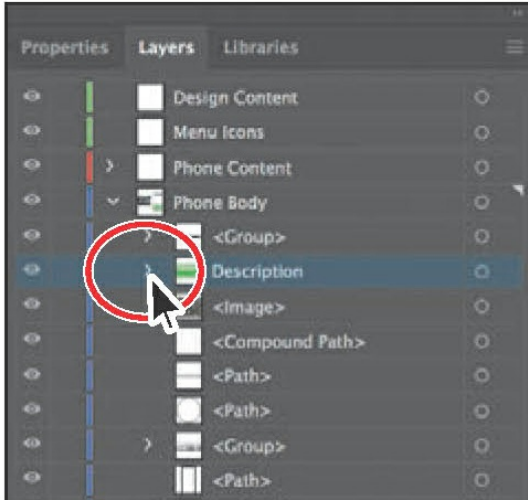 Properties Layers Libraries
Design Content
Menu Icons
Phone Content
Phone Body
<Group>
Description
<Image>
<Compound Path>
<Path>
<Path>
<Group>
<Path>